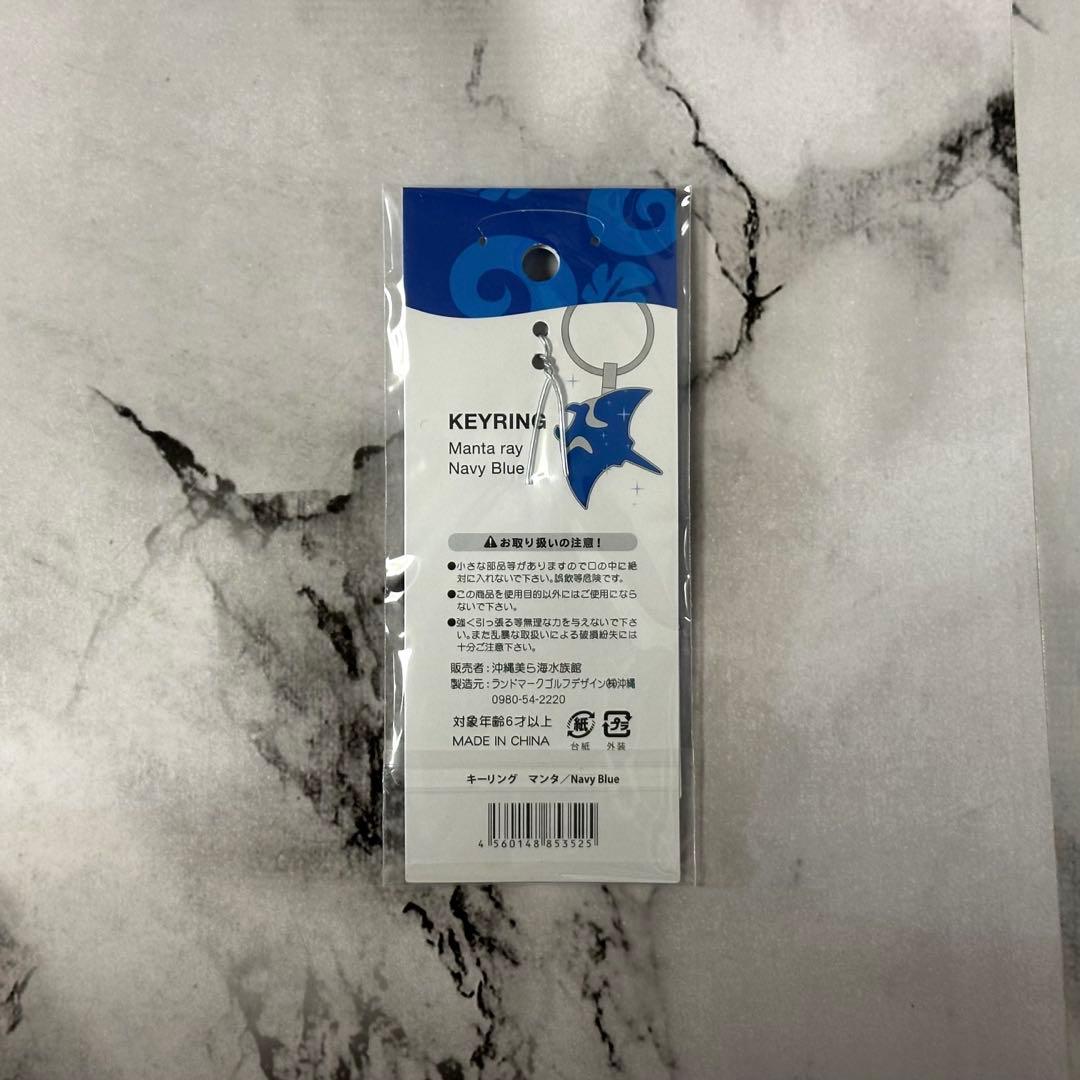 KEYRING
Manta ray
Navy Blue
お取り扱いの注意！
●小さな部品等がありますので口の中に絶
対に入れないで下さい。誤飲等危険です。
●この商品を使用目的以外にはご使用になら
ないで下さい。
●強く引っ張る等無理な力を与えないで下さ
い。また乱暴な取扱いによる破損紛失には
十分ご注意下さい。
販売者：沖縄美ら海水族館
製造元：ランドマークゴルフデザイン㈱沖縄
0980-54-2220
対象年齢6才以上
MADE IN CHINA
紙 プラ
台紙 外装
キーリング　マンタ／Navy Blue
4 560148 853525